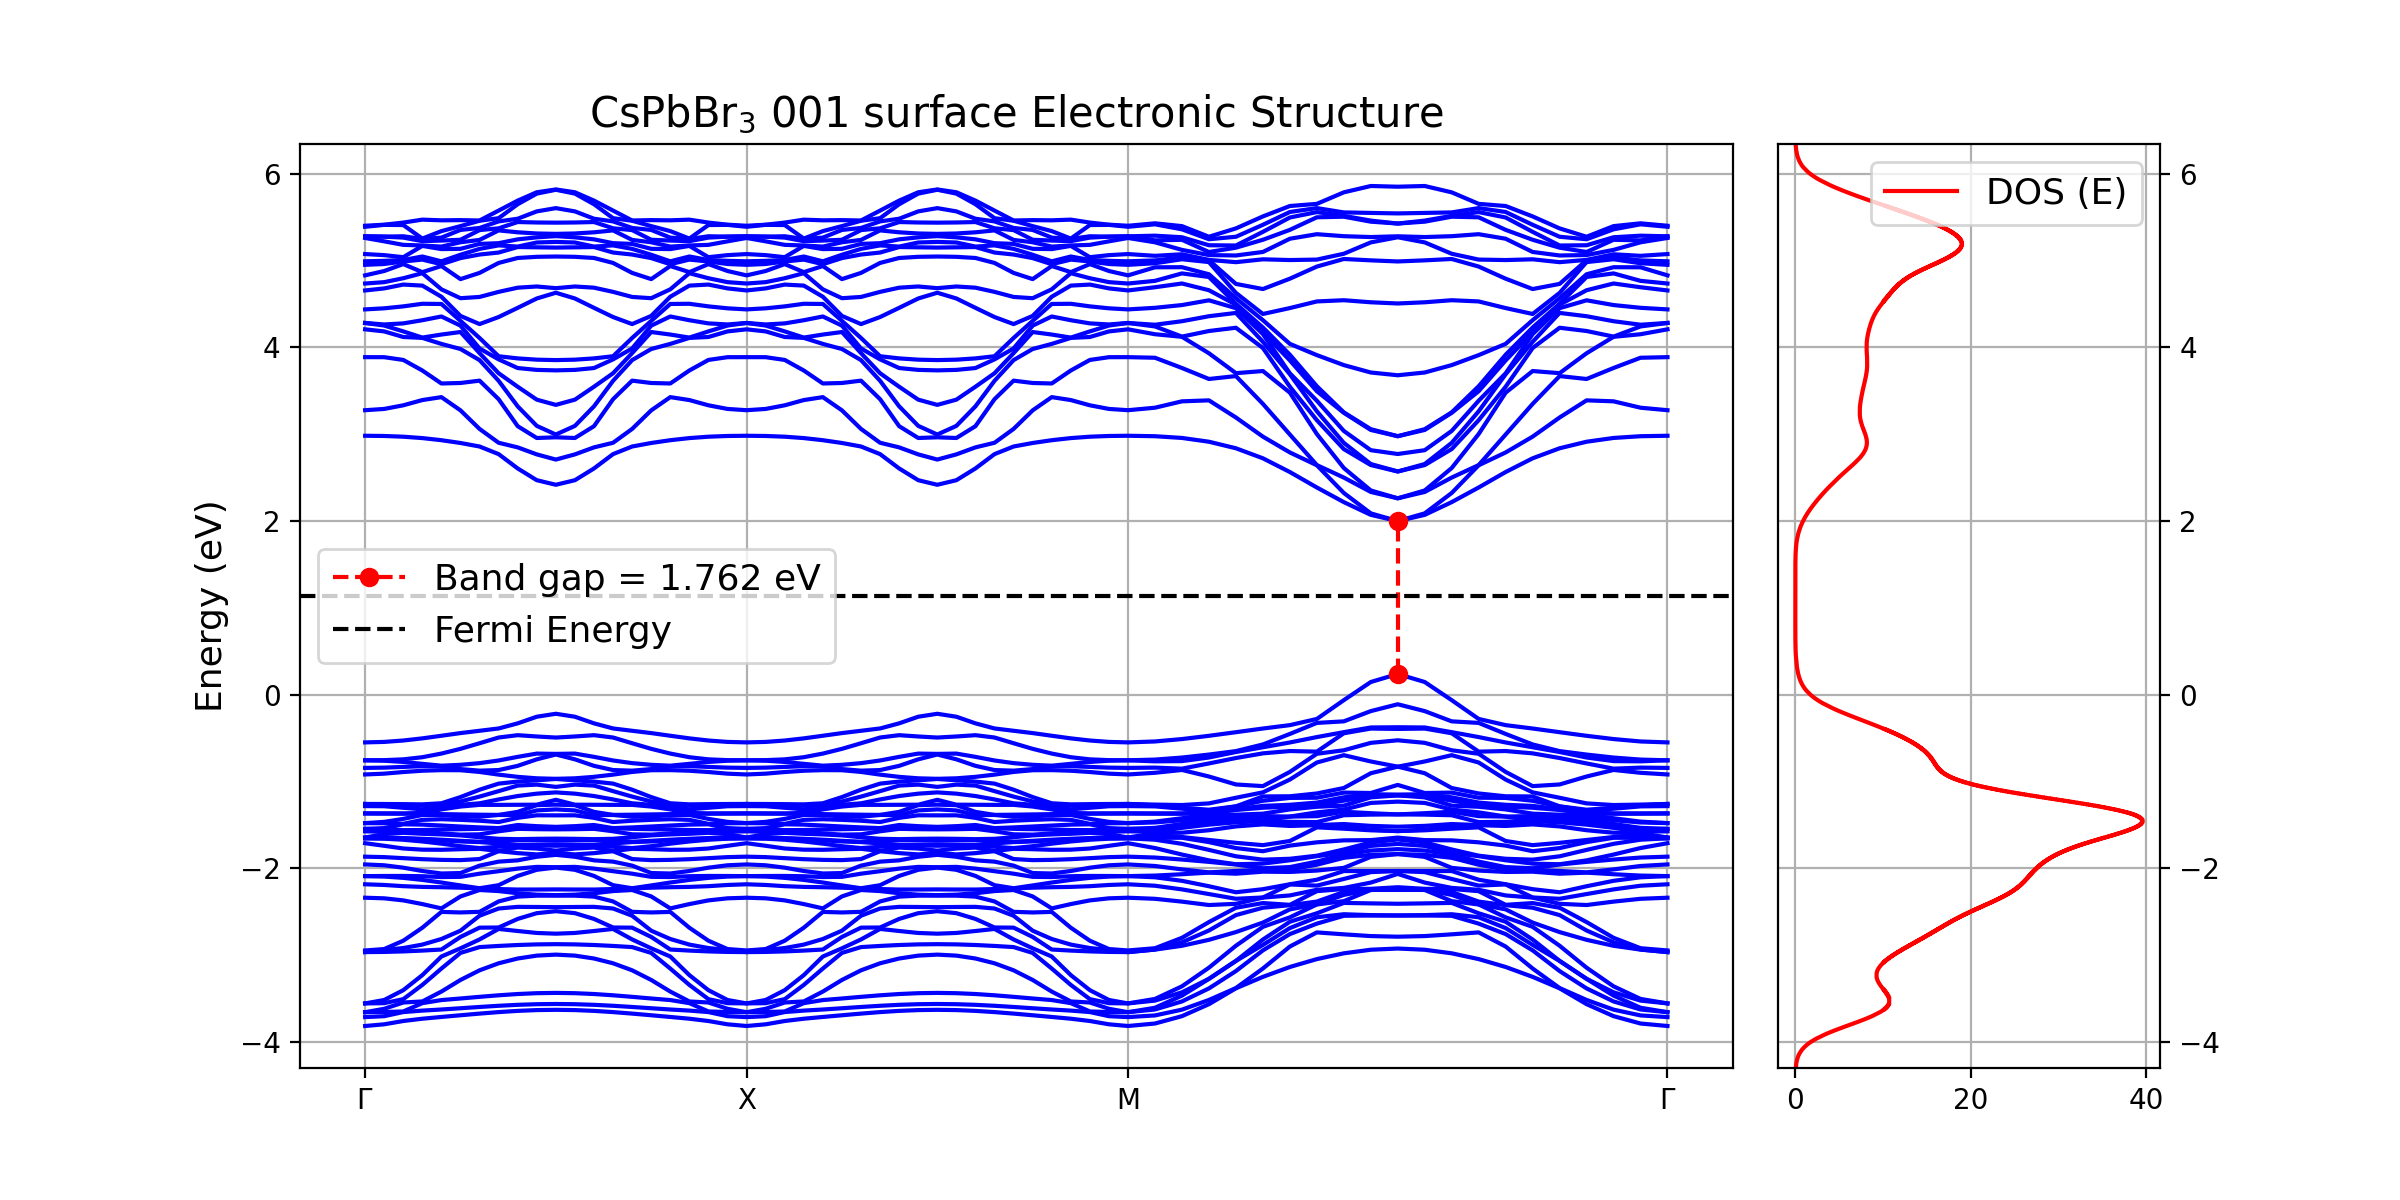 CsPbBr₃ 001 surface Electronic Structure
Energy (eV)
6
4
2
0
−2
−4
Band gap = 1.762 eV
Fermi Energy
Γ X M Γ
DOS (E)
6
4
2
0
−2
−4
0 20 40